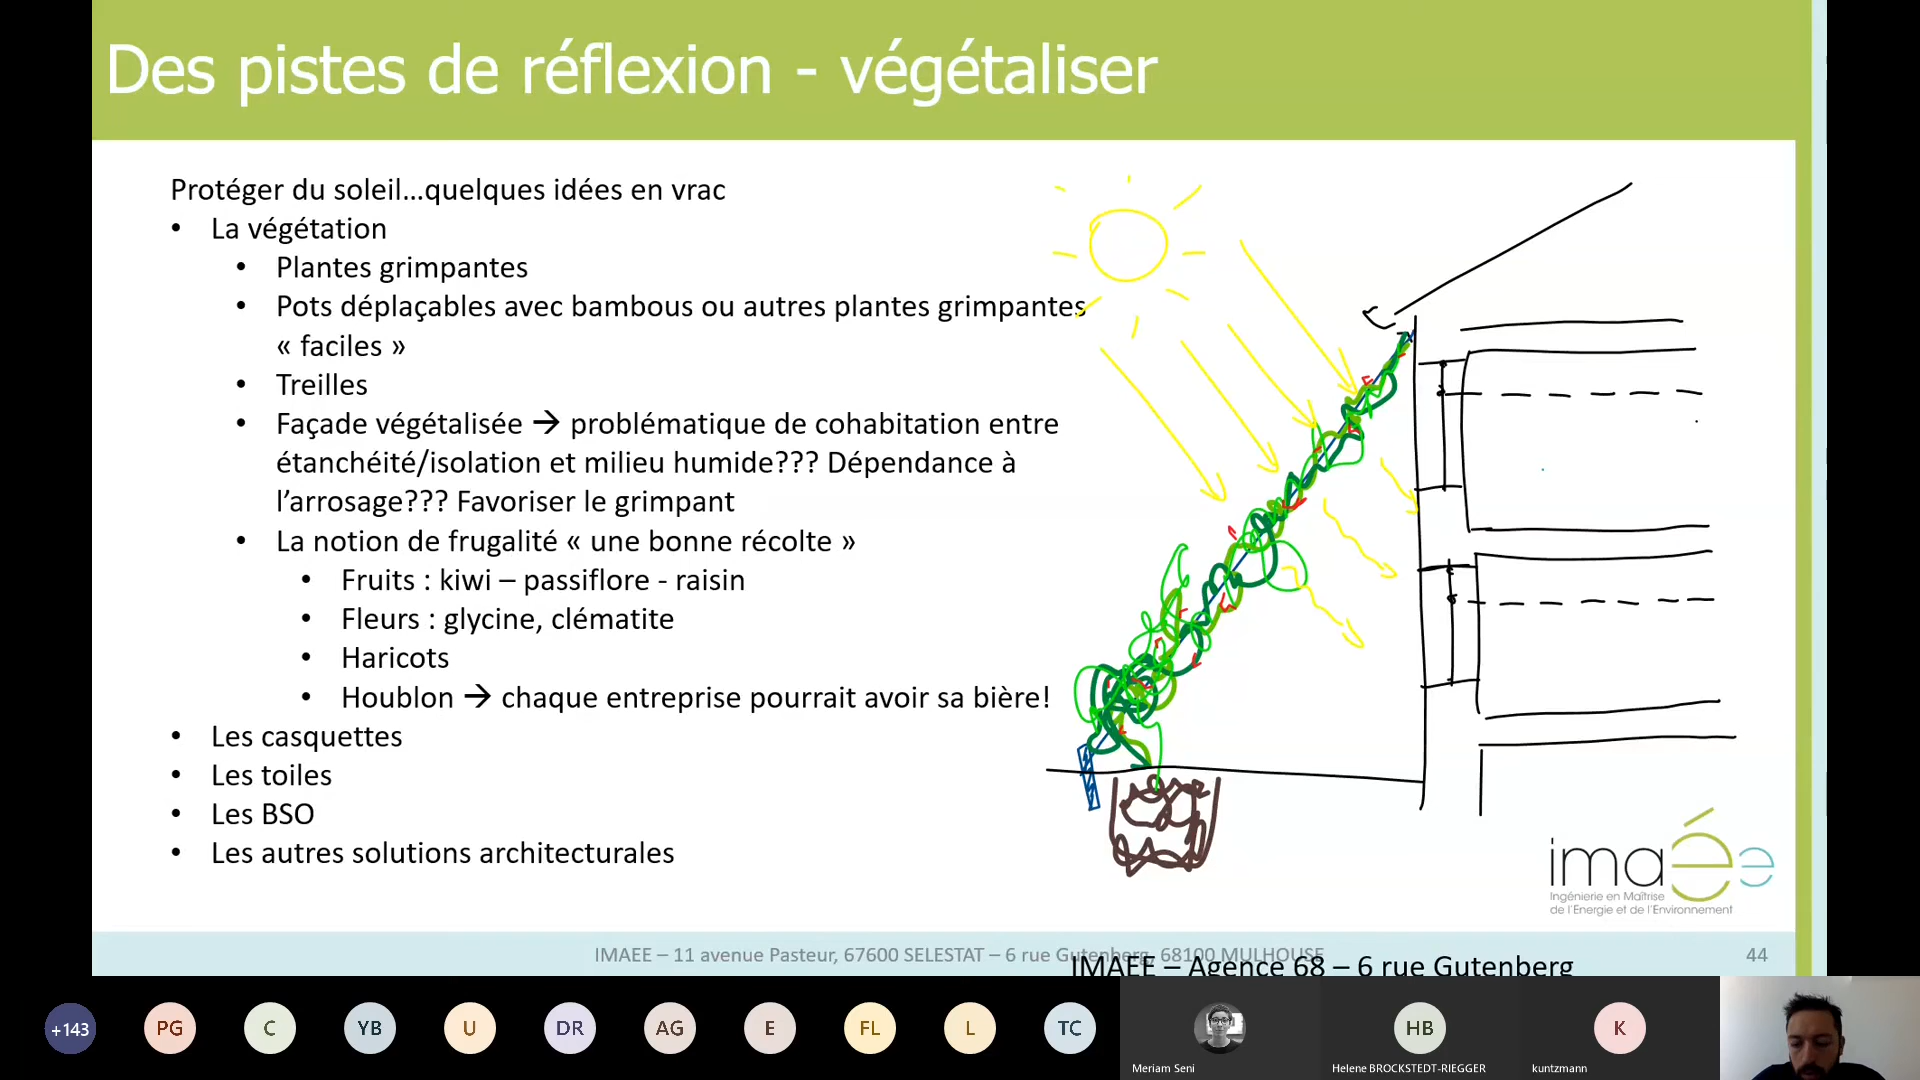 Des pistes de réflexion - végétaliser
Protéger du soleil…quelques idées en vrac
• La végétation
• Plantes grimpantes
• Pots déplaçables avec bambous ou autres plantes grimpantes
« faciles »
• Treilles
• Façade végétalisée → problématique de cohabitation entre
étanchéité/isolation et milieu humide??? Dépendance à
l’arrosage??? Favoriser le grimpant
• La notion de frugalité « une bonne récolte »
• Fruits : kiwi – passiflore - raisin
• Fleurs : glycine, clématite
• Haricots
• Houblon → chaque entreprise pourrait avoir sa bière!
• Les casquettes
• Les toiles
• Les BSO
• Les autres solutions architecturales
imaÉe
Ingénierie en Maîtrise
de l'Energie et de l'Environnement
IMAEE – 11 avenue Pasteur, 67600 SELESTAT – 6 rue Gutenberg, 68100 MULHOUSE
44
IMAEE – Agence 68 – 6 rue Gutenberg
+143 PG C YB U DR AG E FL L TC HB K
Meriam Seni Helene BROCKSTEDT-RIEGGER kuntzmann